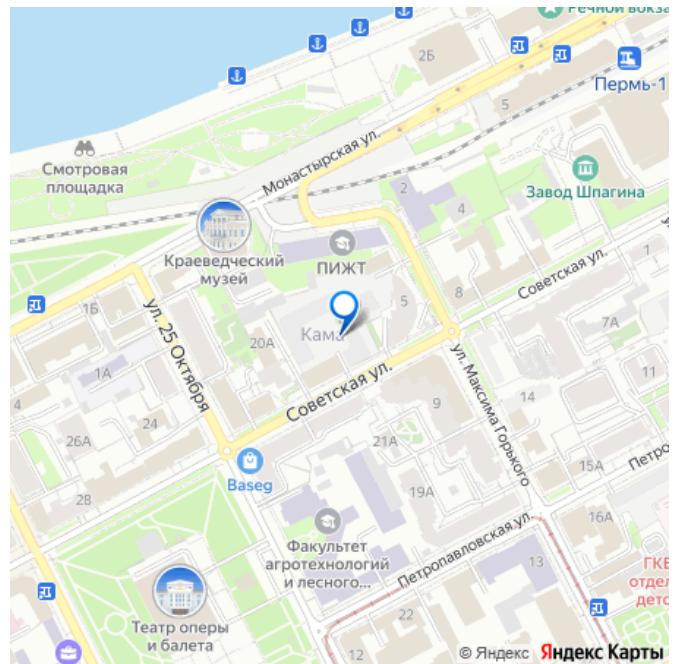 Речной вокза
2Б
Пермь-1
5
Монастырская ул.
Смотровая
площадка
Завод Шпагина
2
4
Краеведческий
музей
ПИЖТ
Советская ул.
1
1Б
5
8
ул. 25 Октября
20А
Кама
7А
1А
Советская ул.
ул. Максима Горького
11
4
24
9
14
26А
21А
15А
Петро
Baseg
19А
28
16А
Факультет
агротехнологий
и лесного...
Петропавловская ул.
13
ГКБ
отдел
детс
Театр оперы
и балета
22
12
© Яндекс Яндекс Карты